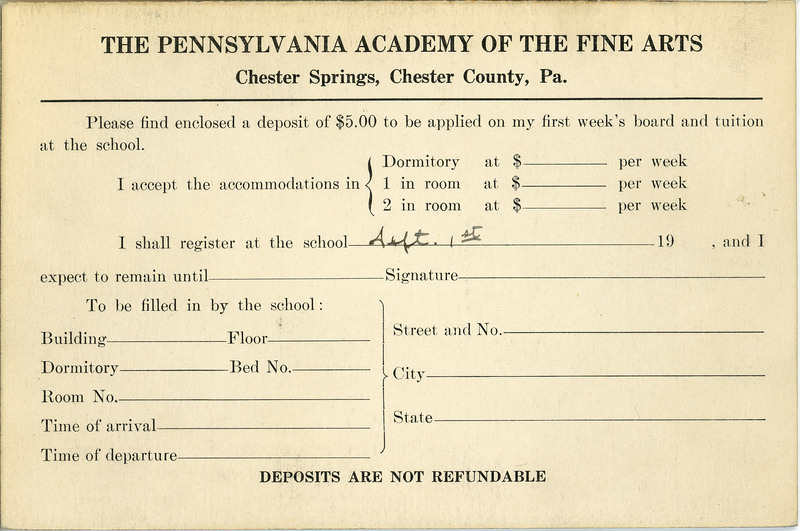 THE PENNSYLVANIA ACADEMY OF THE FINE ARTS
Chester Springs, Chester County, Pa.
Please find enclosed a deposit of $5.00 to be applied on my first week's board and tuition
at the school.
I accept the accommodations in
Dormitory at $ per week
1 in room at $ per week
2 in room at $ per week
I shall register at the school Sept. 1st 19 , and I
expect to remain until Signature
To be filled in by the school:
Building Floor
Dormitory Bed No.
Room No.
Time of arrival
Time of departure
Street and No.
City
State
DEPOSITS ARE NOT REFUNDABLE